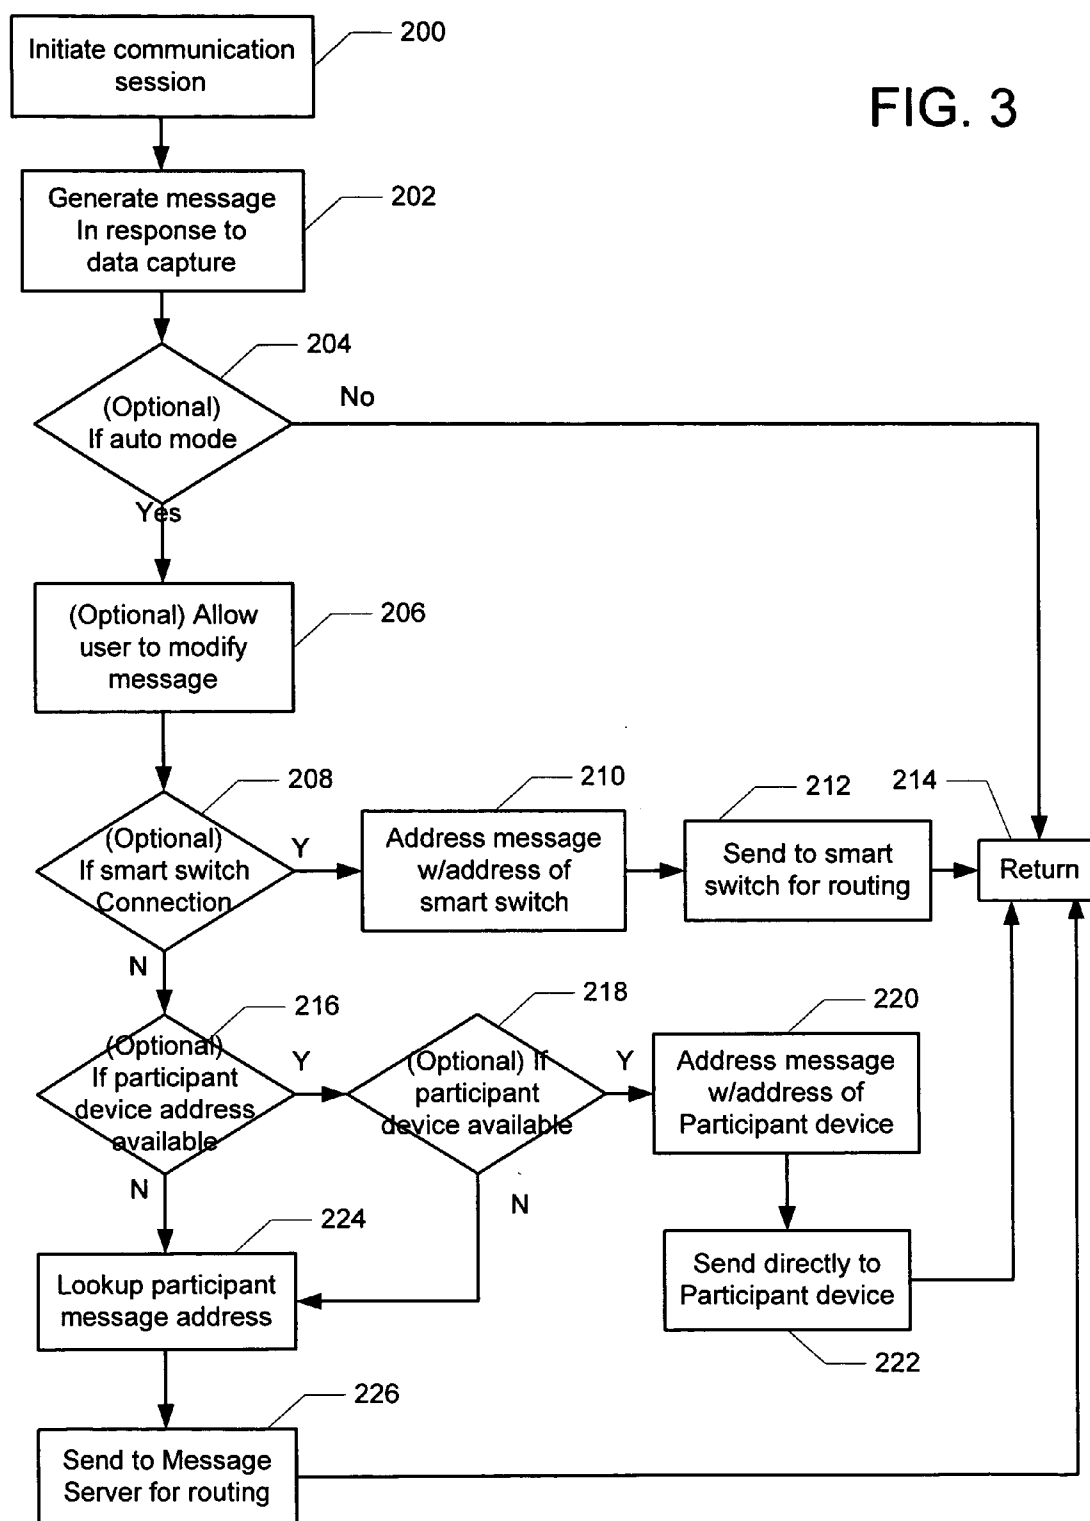 Initiate communication
session
200
FIG. 3
Generate message
In response to
data capture
202
204
(Optional)
If auto mode
No
Yes
(Optional) Allow
user to modify
message
206
208
(Optional)
If smart switch
Connection
Y
N
210
Address message
w/address of
smart switch
212
Send to smart
switch for routing
214
Return
216
(Optional)
If participant
device address
available
Y
N
218
(Optional) If
participant
device available
Y
N
220
Address message
w/address of
Participant device
Send directly to
Participant device
222
224
Lookup participant
message address
226
Send to Message
Server for routing